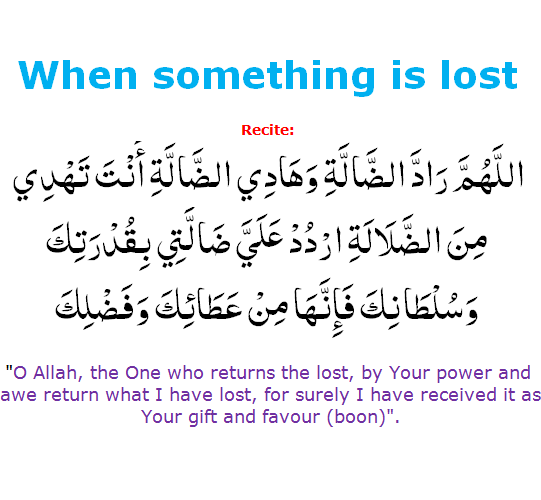 When something is lost
Recite:
اللَّهُمَّ رَادَّ الضَّالَّةِ وَهَادِي الضَّالَّةِ أَنْتَ تَهْدِي
مِنَ الضَّلَالَةِ ارْدُدْ عَلَيَّ ضَالَّتِي بِقُدْرَتِكَ
وَسُلْطَانِكَ فَإِنَّهَا مِنْ عَطَائِكَ وَفَضْلِكَ
"O Allah, the One who returns the lost, by Your power and
awe return what I have lost, for surely I have received it as
Your gift and favour (boon)".